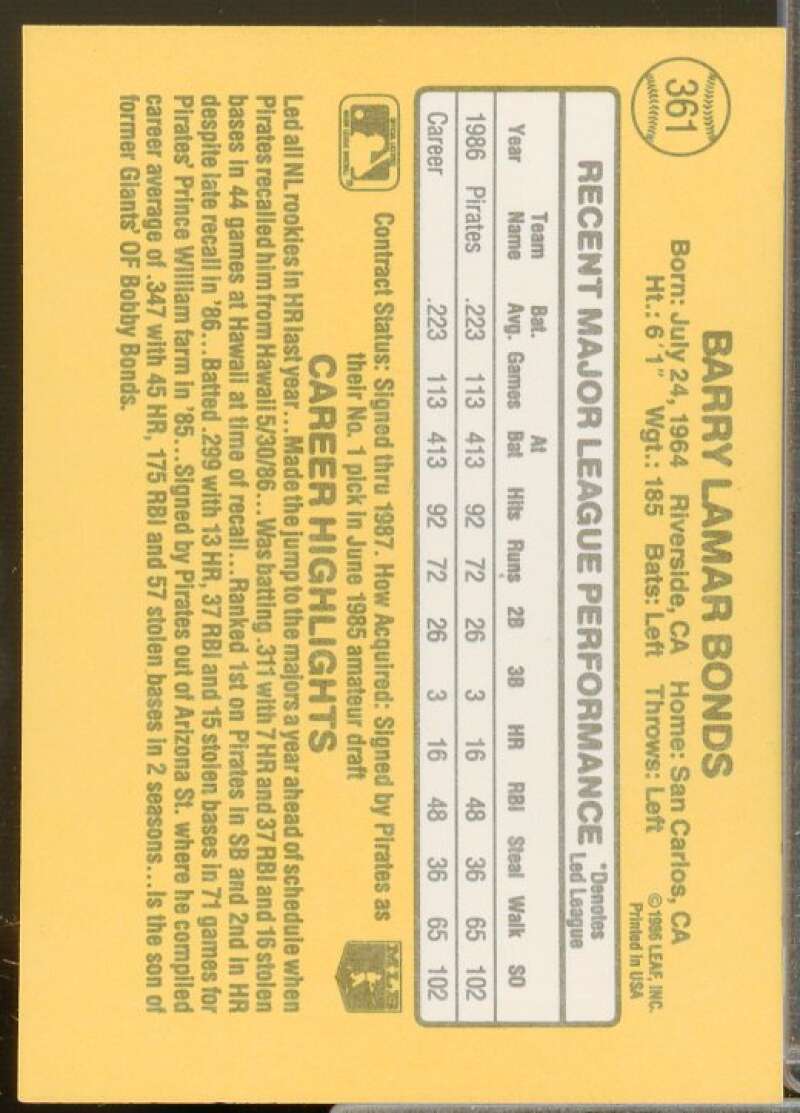 361
BARRY LAMAR BONDS
Born: July 24, 1964 Riverside, CA Home: San Carlos, CA
Ht.: 6'1" Wgt.: 185 Bats: Left Throws: Left
©1986 LEAF, INC.
Printed in USA
RECENT MAJOR LEAGUE PERFORMANCE *Denotes
Led League
Team Bat. At
Year Name Avg. Games Bat Hits Runs 2B 3B HR RBI Steal Walk SO
1986 Pirates .223 113 413 92 72 26 3 16 48 36 65 102
Career .223 113 413 92 72 26 3 16 48 36 65 102
Contract Status: Signed thru 1987. How Acquired: Signed by Pirates as
their No. 1 pick in June 1985 amateur draft
MLB
CAREER HIGHLIGHTS
Led all NL rookies in HR last year...Made the jump to the majors a year ahead of schedule when
Pirates recalled him from Hawaii 5/30/86... Was batting .311 with 7 HR and 37 RBI and 16 stolen
bases in 44 games at Hawaii at time of recall...Ranked 1st on Pirates in SB and 2nd in HR
despite late recall in '86...Batted .299 with 13 HR, 37 RBI and 15 stolen bases in 71 games for
Pirates' Prince William farm in '85...Signed by Pirates out of Arizona St. where he compiled
career average of .347 with 45 HR, 175 RBI and 57 stolen bases in 2 seasons...Is the son of
former Giants' OF Bobby Bonds.